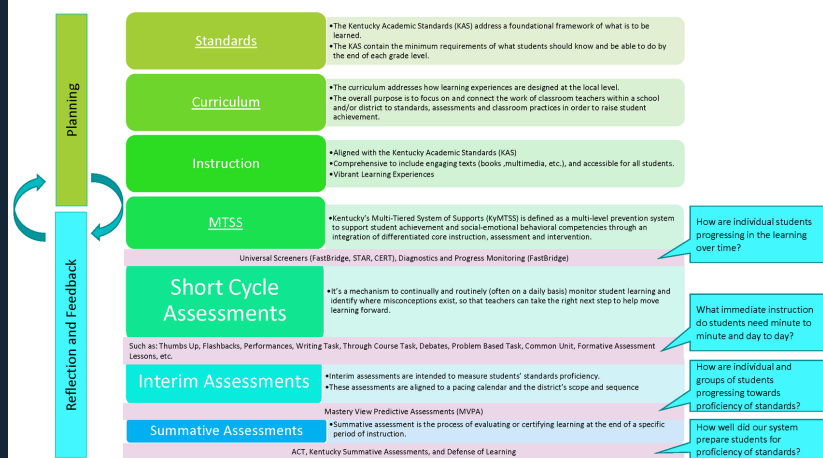 Planning
Reflection and Feedback
Standards
•The Kentucky Academic Standards (KAS) address a foundational framework of what is to be
learned.
•The KAS contain the minimum requirements of what students should know and be able to do by
the end of each grade level.
Curriculum
•The curriculum addresses how learning experiences are designed at the local level.
•The overall purpose is to focus on and connect the work of classroom teachers within a school
and/or district to standards, assessments and classroom practices in order to raise student
achievement.
Instruction
•Aligned with the Kentucky Academic Standards (KAS)
•Comprehensive to include engaging texts (books ,multimedia, etc.), and accessible for all students.
•Vibrant Learning Experiences
MTSS
•Kentucky's Multi-Tiered System of Supports (KyMTSS) is defined as a multi-level prevention system
to support student achievement and social-emotional behavioral competencies through an
integration of differentiated core instruction, assessment and intervention.
How are individual students
progressing in the learning
over time?
Universal Screeners (FastBridge, STAR, CERT), Diagnostics and Progress Monitoring (FastBridge)
Short Cycle
Assessments
•It's a mechanism to continually and routinely (often on a daily basis) monitor student learning and
identify where misconceptions exist, so that teachers can take the right next step to help move
learning forward.
What immediate instruction
do students need minute to
minute and day to day?
Such as: Thumbs Up, Flashbacks, Performances, Writing Task, Through Course Task, Debates, Problem Based Task, Common Unit, Formative Assessment
Lessons, etc.
Interim Assessments
•Interim assessments are intended to measure students' standards proficiency.
•These assessments are aligned to a pacing calendar and the district's scope and sequence
How are individual and
groups of students
progressing towards
proficiency of standards?
Mastery View Predictive Assessments (MVPA)
Summative Assessments
•Summative assessment is the process of evaluating or certifying learning at the end of a specific
period of instruction.
How well did our system
prepare students for
proficiency of standards?
ACT, Kentucky Summative Assessments, and Defense of Learning